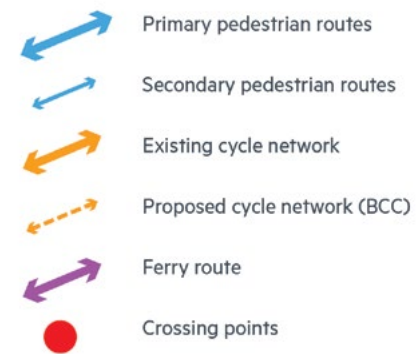 Primary pedestrian routes
Secondary pedestrian routes
Existing cycle network
Proposed cycle network (BCC)
Ferry route
Crossing points